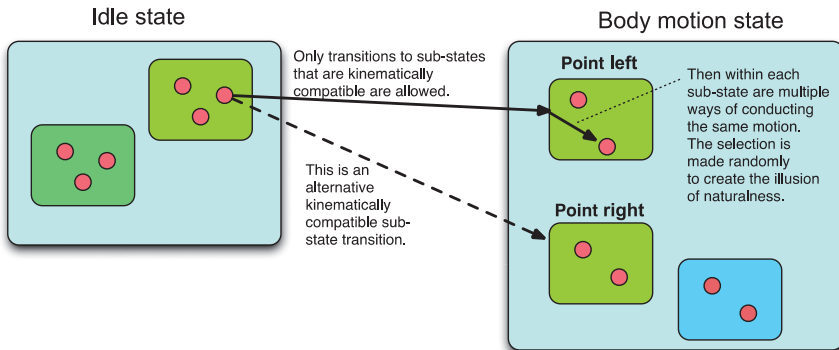 Idle state
Body motion state
Only transitions to sub-states
that are kinematically
compatible are allowed.
Point left
Then within each
sub-state are multiple
ways of conducting
the same motion.
The selection is
made randomly
to create the illusion
of naturalness.
This is an
alternative
kinematically
compatible sub-
state transition.
Point right